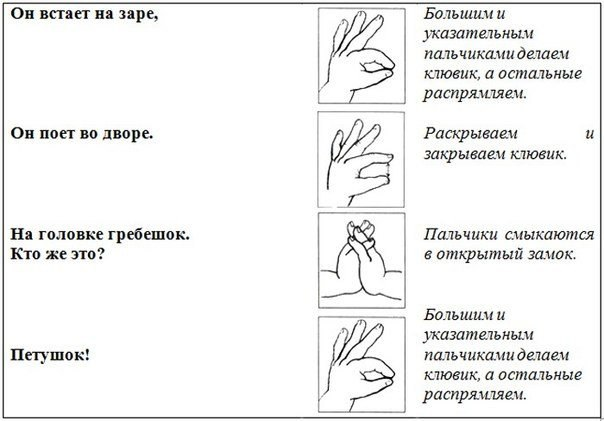 Он встает на заре,
Большим и
указательным
пальчиками делаем
клювик, а остальные
распрямляем.
Он поет во дворе.
Раскрываем и
закрываем клювик.
На головке гребешок.
Кто же это?
Пальчики смыкаются
в открытый замок.
Петушок!
Большим и
указательным
пальчиками делаем
клювик, а остальные
распрямляем.